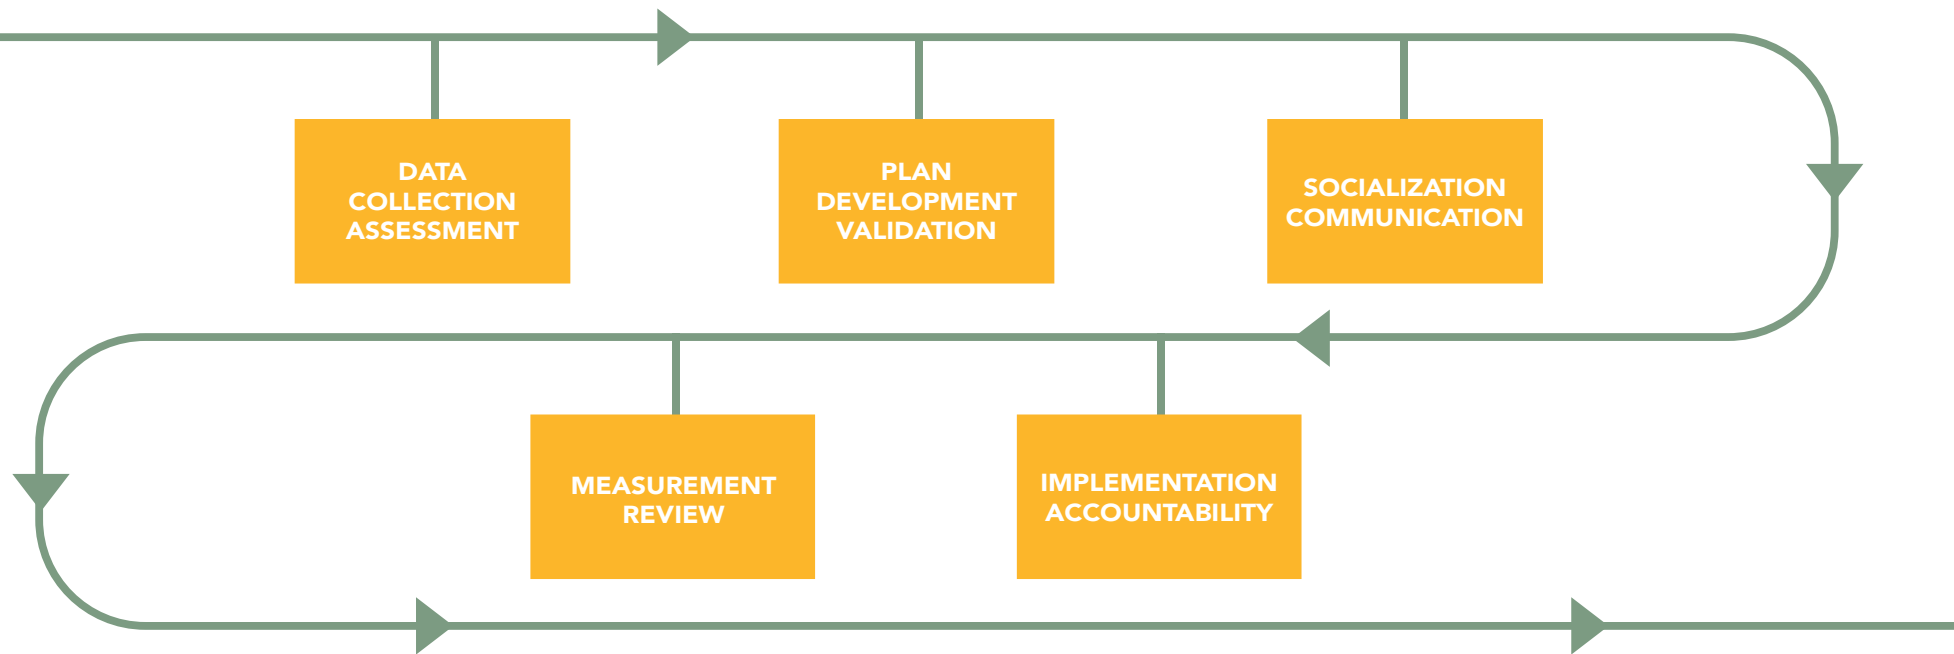 DATA
COLLECTION
ASSESSMENT
PLAN
DEVELOPMENT
VALIDATION
SOCIALIZATION
COMMUNICATION
MEASUREMENT
REVIEW
IMPLEMENTATION
ACCOUNTABILITY